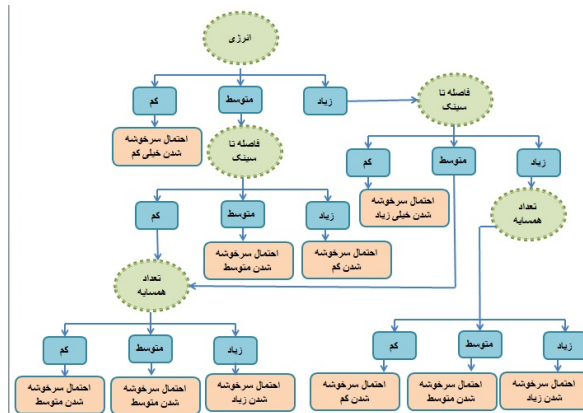 انرژی
کم
متوسط
زیاد
فاصله تا
سینک
احتمال سرخوشه
شدن خیلی کم
فاصله تا
سینک
کم
متوسط
زیاد
احتمال سرخوشه
شدن خیلی زیاد
تعداد
همسایه
کم
متوسط
زیاد
احتمال سرخوشه
شدن متوسط
احتمال سرخوشه
شدن کم
تعداد
همسایه
کم
متوسط
زیاد
احتمال سرخوشه
شدن متوسط
احتمال سرخوشه
شدن متوسط
احتمال سرخوشه
شدن زیاد
کم
متوسط
زیاد
احتمال سرخوشه
شدن کم
احتمال سرخوشه
شدن متوسط
احتمال سرخوشه
شدن زیاد